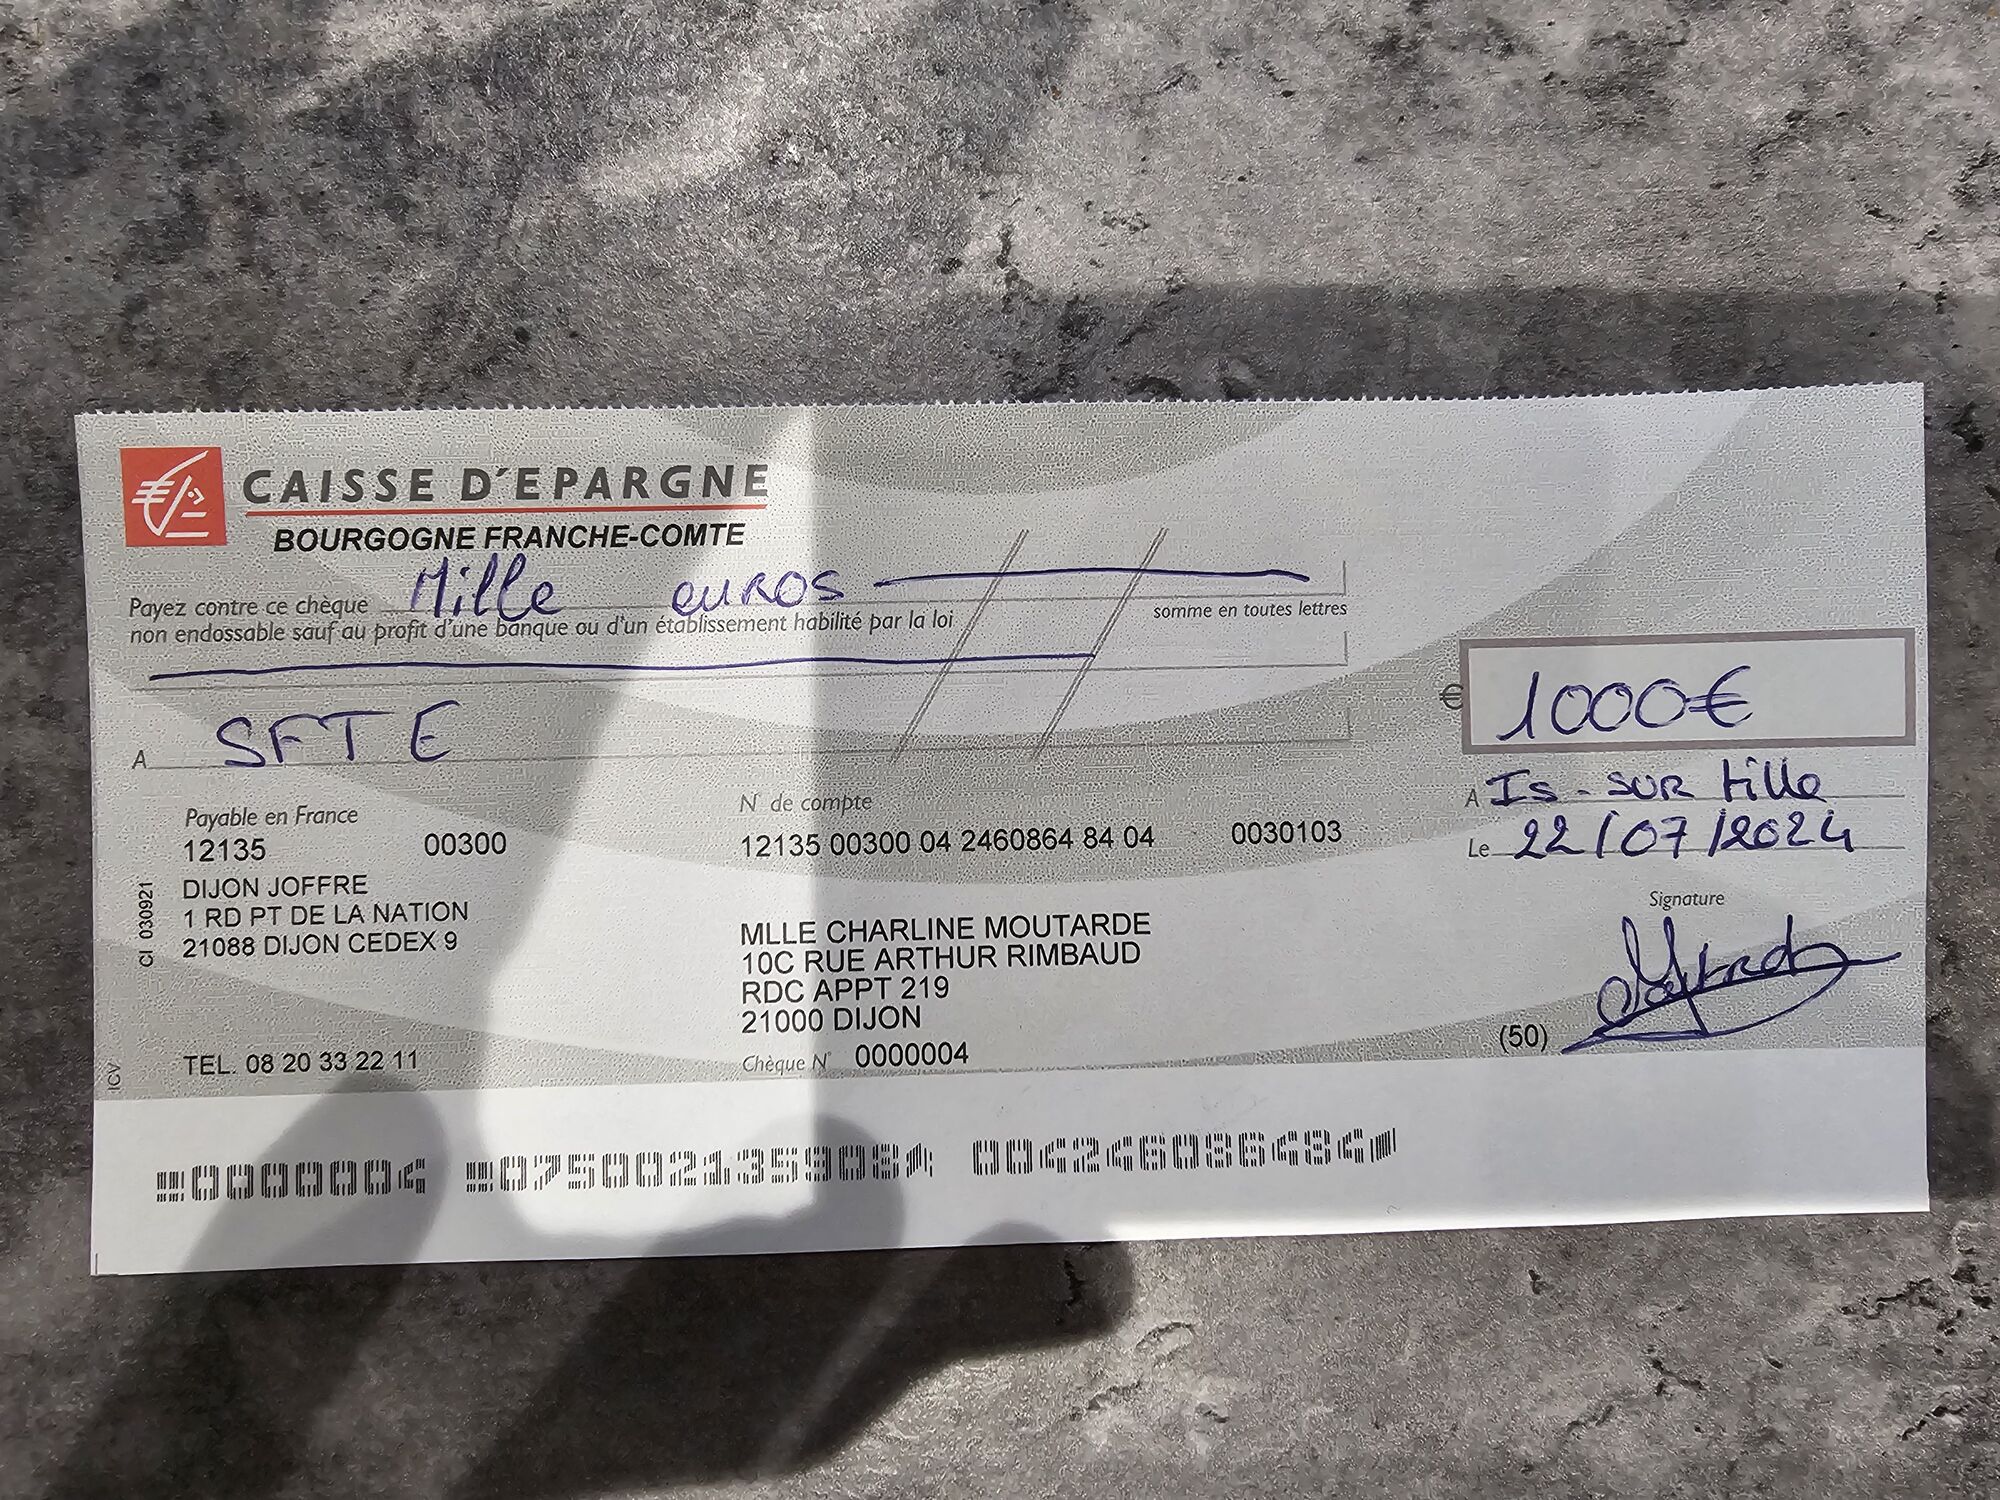 CAISSE D'EPARGNE
BOURGOGNE FRANCHE-COMTE
Payez contre ce chèque Mille euros
non endossable sauf au profit d'une banque ou d'un établissement habilité par la loi
somme en toutes lettres
€ 1000€
A SFTE
A Is-sur tille
Le 22/07/2024
Payable en France
12135 00300
N° de compte
12135 00300 04 2460864 84 04 0030103
DIJON JOFFRE
1 RD PT DE LA NATION
21088 DIJON CEDEX 9
CI 030921
Signature
MLLE CHARLINE MOUTARDE
10C RUE ARTHUR RIMBAUD
RDC APPT 219
21000 DIJON
(50)
TEL. 08 20 33 22 11
Chèque N° 0000004
ICV
0000004 075002135908 004246086484